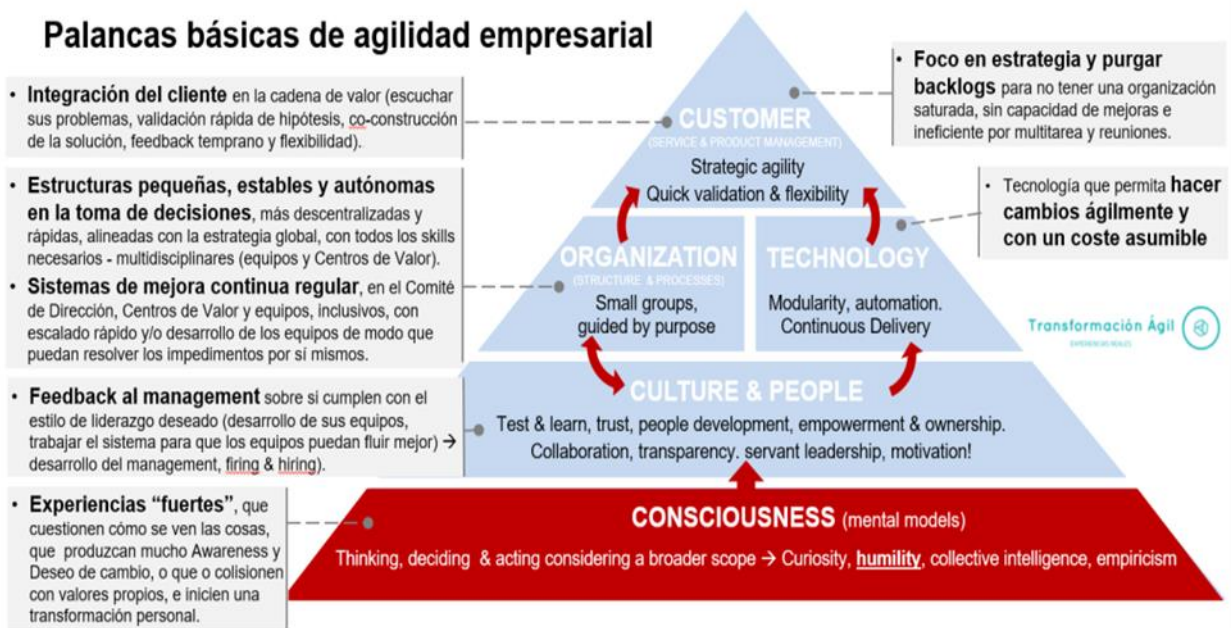 Palancas básicas de agilidad empresarial
• Integración del cliente en la cadena de valor (escuchar
sus problemas, validación rápida de hipótesis, co-construcción
de la solución, feedback temprano y flexibilidad).
• Estructuras pequeñas, estables y autónomas
en la toma de decisiones, más descentralizadas y
rápidas, alineadas con la estrategia global, con todos los skills
necesarios - multidisciplinares (equipos y Centros de Valor).
• Sistemas de mejora continua regular, en el Comité
de Dirección, Centros de Valor y equipos, inclusivos, con
escalado rápido y/o desarrollo de los equipos de modo que
puedan resolver los impedimentos por sí mismos.
• Feedback al management sobre si cumplen con el
estilo de liderazgo deseado (desarrollo de sus equipos,
trabajar el sistema para que los equipos puedan fluir mejor) →
desarrollo del management, firing & hiring).
• Experiencias “fuertes”, que
cuestionen cómo se ven las cosas,
que produzcan mucho Awareness y
Deseo de cambio, o que o colisionen
con valores propios, e inicien una
transformación personal.
CUSTOMER
(SERVICE & PRODUCT MANAGEMENT)
Strategic agility
Quick validation & flexibility
ORGANIZATION
(STRUCTURE & PROCESSES)
Small groups,
guided by purpose
TECHNOLOGY
Modularity, automation.
Continuous Delivery
CULTURE & PEOPLE
Test & learn, trust, people development, empowerment & ownership.
Collaboration, transparency. servant leadership, motivation!
CONSCIOUSNESS (mental models)
Thinking, deciding & acting considering a broader scope → Curiosity, humility, collective intelligence, empiricism
• Foco en estrategia y purgar
backlogs para no tener una organización
saturada, sin capacidad de mejoras e
ineficiente por multitarea y reuniones.
• Tecnología que permita hacer
cambios ágilmente y
con un coste asumible
Transformación Ágil
EXPERIENCIAS REALES